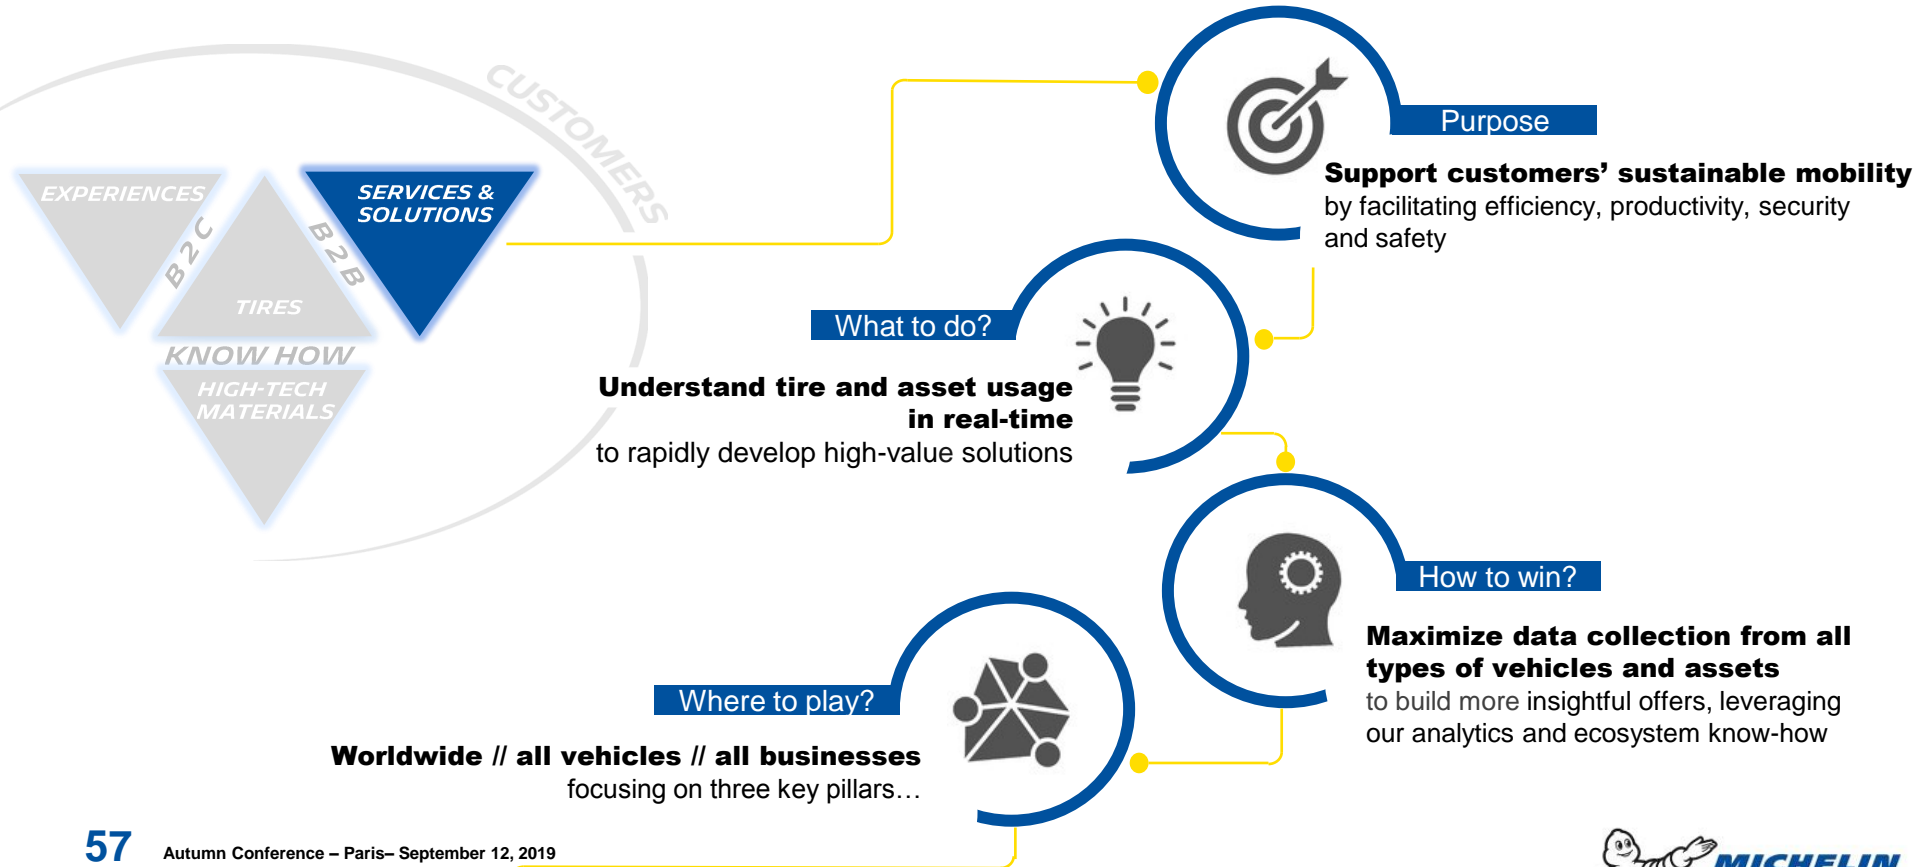 CUSTOMERS
EXPERIENCES
B2C
TIRES
B2B
SERVICES &
SOLUTIONS
KNOW HOW
HIGH-TECH
MATERIALS
Purpose
Support customers’ sustainable mobility
by facilitating efficiency, productivity, security
and safety
What to do?
Understand tire and asset usage
in real-time
to rapidly develop high-value solutions
How to win?
Maximize data collection from all
types of vehicles and assets
to build more insightful offers, leveraging
our analytics and ecosystem know-how
Where to play?
Worldwide // all vehicles // all businesses
focusing on three key pillars…
57
Autumn Conference – Paris– September 12, 2019
MICHELIN